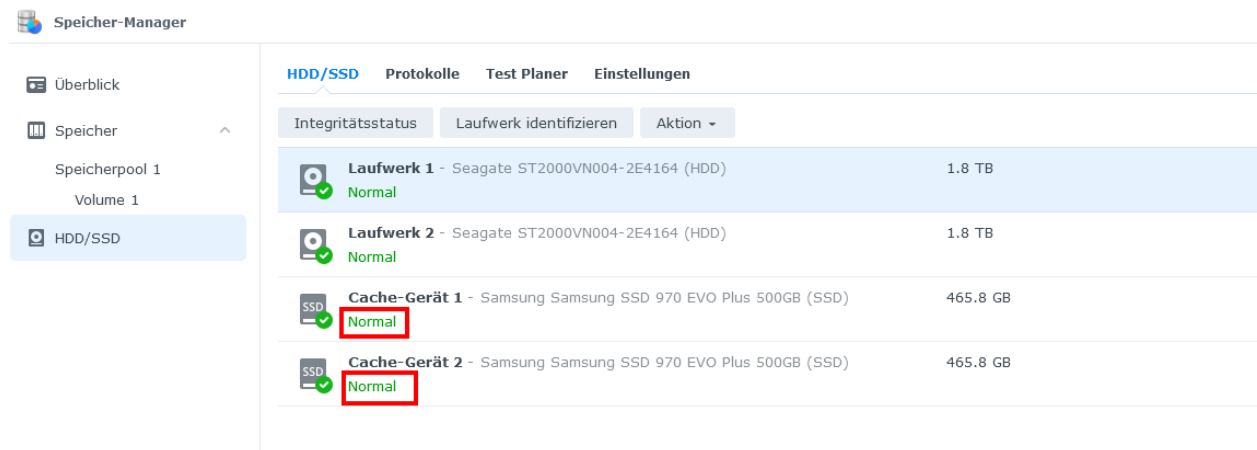 Speicher-Manager
Überblick
Speicher
Speicherpool 1
Volume 1
HDD/SSD
HDD/SSD Protokolle Test Planer Einstellungen
Integritätsstatus Laufwerk identifizieren Aktion
Laufwerk 1 - Seagate ST2000VN004-2E4164 (HDD) 1.8 TB
Normal
Laufwerk 2 - Seagate ST2000VN004-2E4164 (HDD) 1.8 TB
Normal
SSD Cache-Gerät 1 - Samsung Samsung SSD 970 EVO Plus 500GB (SSD) 465.8 GB
Normal
SSD Cache-Gerät 2 - Samsung Samsung SSD 970 EVO Plus 500GB (SSD) 465.8 GB
Normal